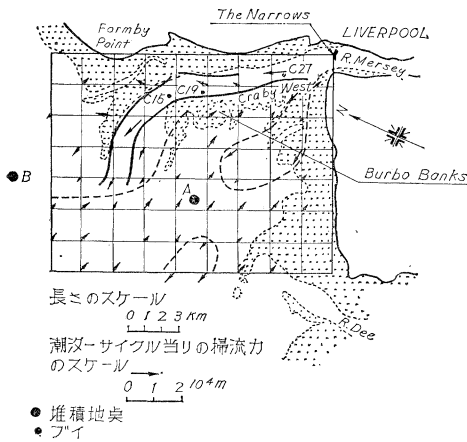 The Narrows
Formby
Point
LIVERPOOL
R. Mersey
C27
C19
C15
Craby West
N
B
A
Burbo Banks
R. Dee
長さのスケール
0 1 2 3 Km
潮汐一サイクル当りの掃流力
のスケール
0 1 2 10⁴m
堆積地点
ブイ